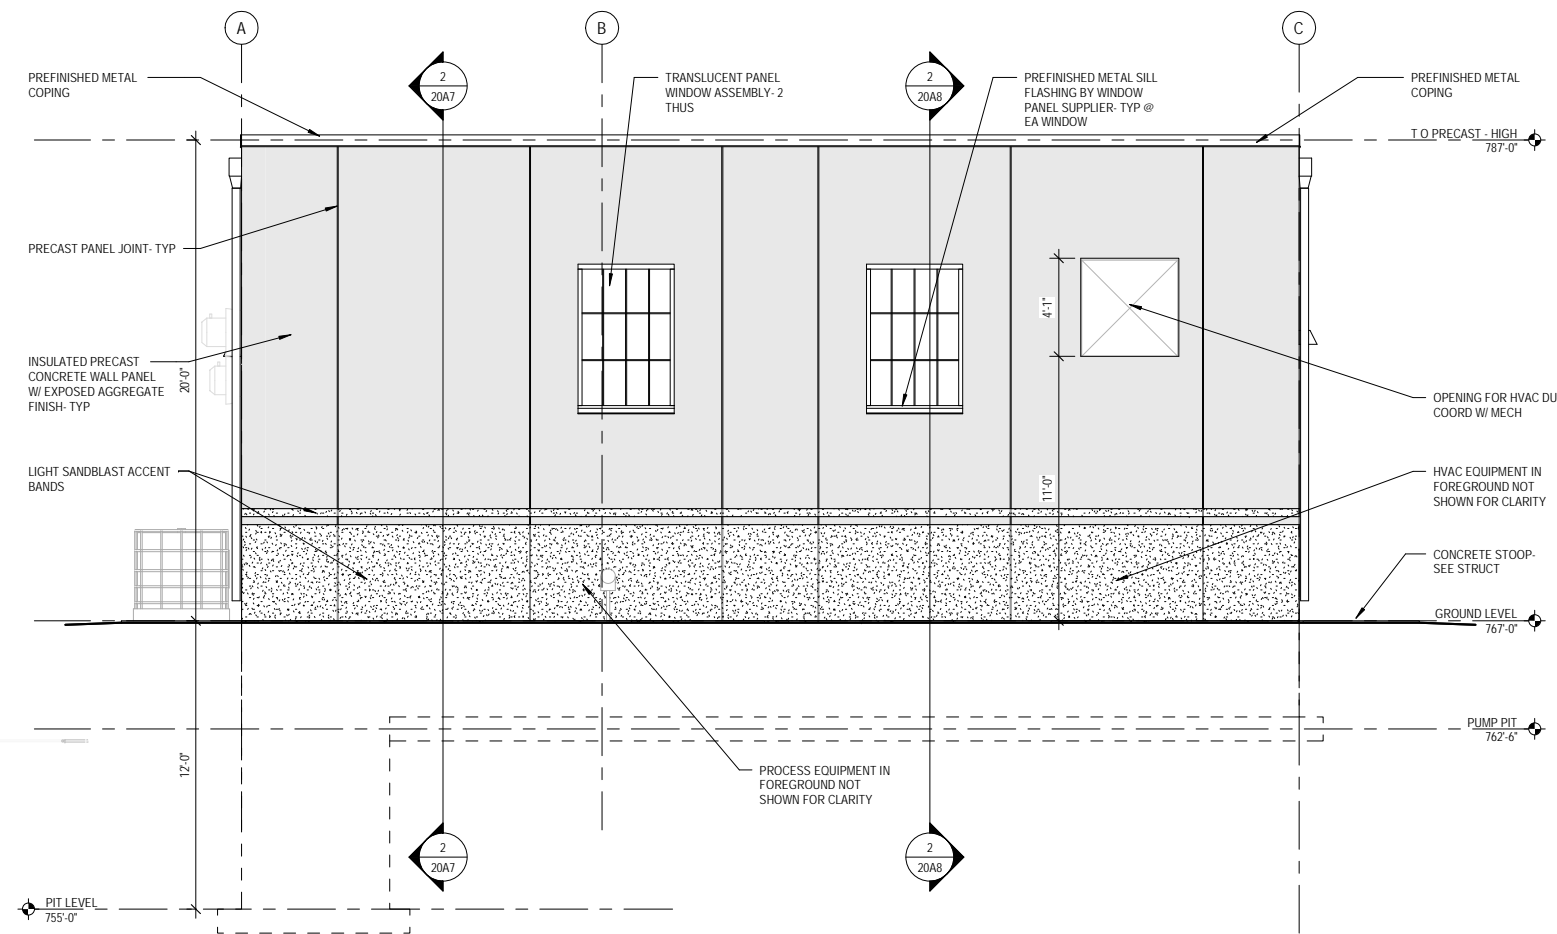 A
B
C
PREFINISHED METAL
COPING
2
20A7
TRANSLUCENT PANEL
WINDOW ASSEMBLY- 2
THUS
2
20A8
PREFINISHED METAL SILL
FLASHING BY WINDOW
PANEL SUPPLIER- TYP @
EA WINDOW
PREFINISHED METAL
COPING
T O PRECAST - HIGH
787'-0"
PRECAST PANEL JOINT- TYP
4'-1"
INSULATED PRECAST
CONCRETE WALL PANEL
W/ EXPOSED AGGREGATE
FINISH- TYP
20'-0"
OPENING FOR HVAC DU
COORD W/ MECH
LIGHT SANDBLAST ACCENT
BANDS
11'-0"
HVAC EQUIPMENT IN
FOREGROUND NOT
SHOWN FOR CLARITY
CONCRETE STOOP-
SEE STRUCT
GROUND LEVEL
767'-0"
PUMP PIT
762'-6"
12'-0"
PROCESS EQUIPMENT IN
FOREGROUND NOT
SHOWN FOR CLARITY
2
20A7
2
20A8
PIT LEVEL
755'-0"